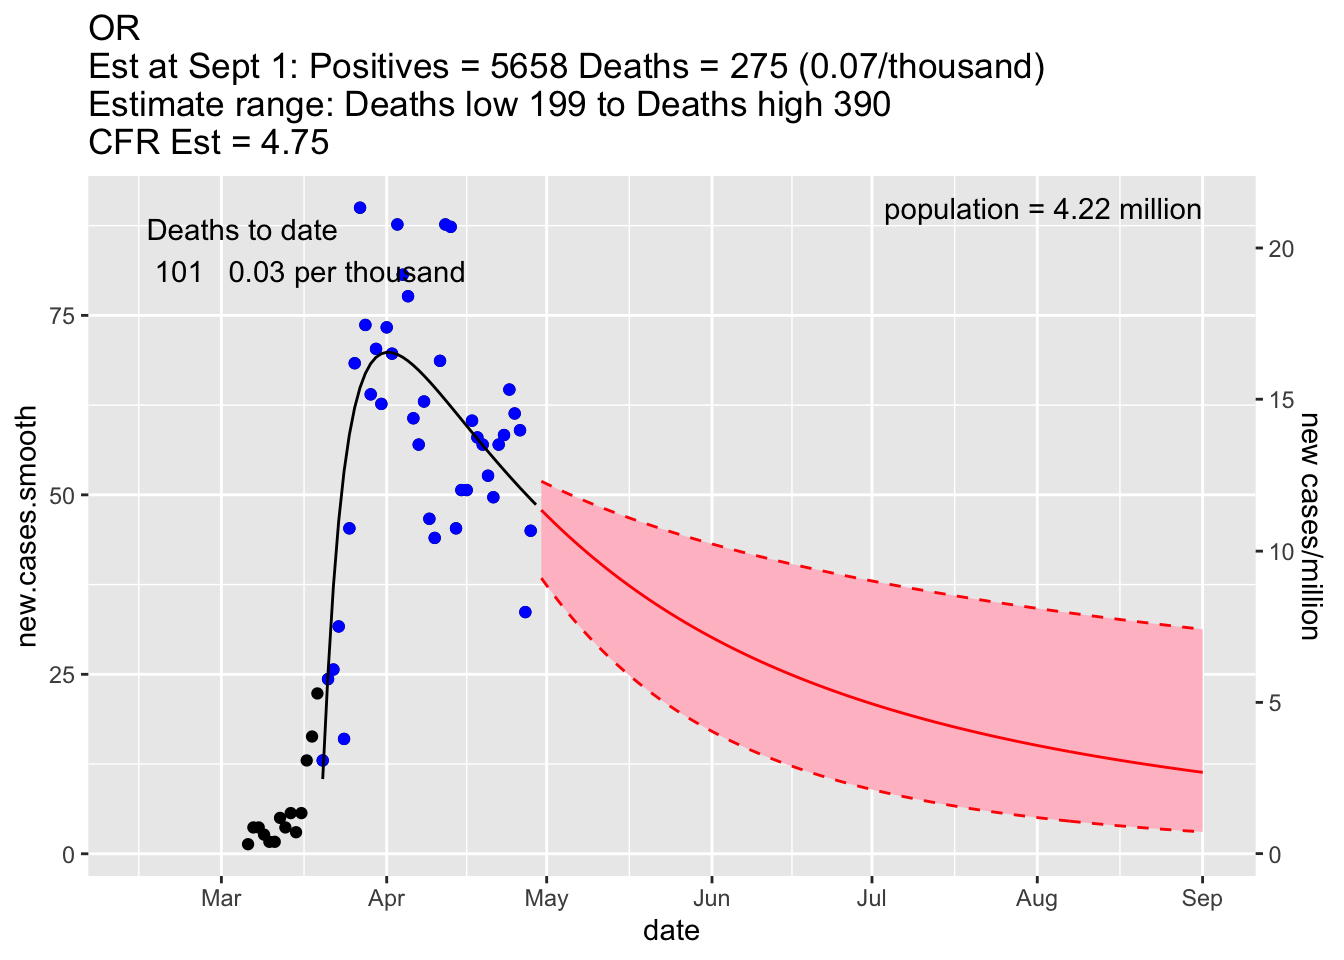 OR
Est at Sept 1: Positives = 5658 Deaths = 275 (0.07/thousand)
Estimate range: Deaths low 199 to Deaths high 390
CFR Est = 4.75
Deaths to date
101 0.03 per thousand
population = 4.22 million
75
50
25
0
new.cases.smooth
20
15
10
5
0
new cases/million
Mar Apr May Jun Jul Aug Sep
date